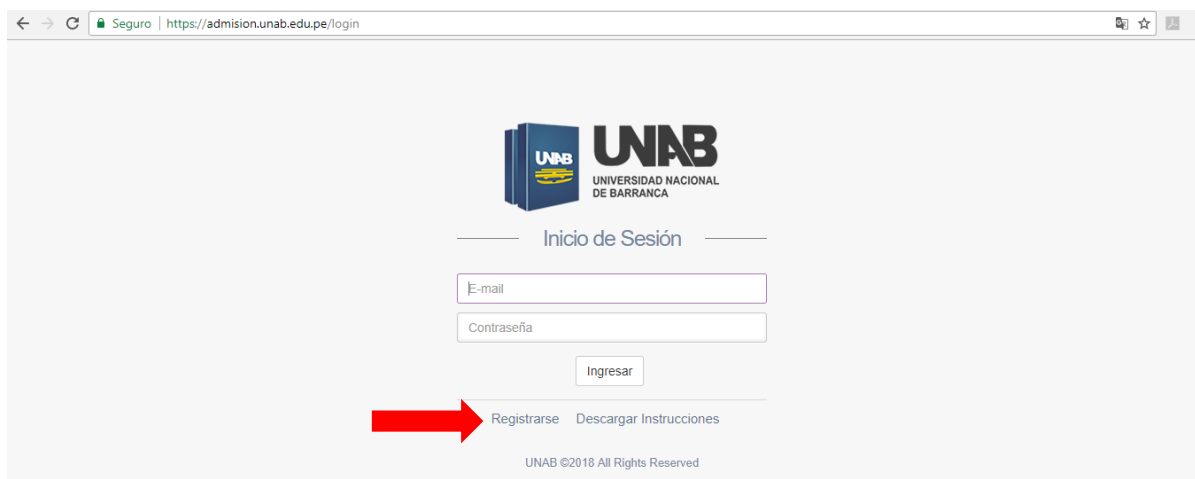 Seguro | https://admision.unab.edu.pe/login
UNAB
UNAB
UNIVERSIDAD NACIONAL
DE BARRANCA
Inicio de Sesión
E-mail
Contraseña
Ingresar
Registrarse Descargar Instrucciones
UNAB ©2018 All Rights Reserved